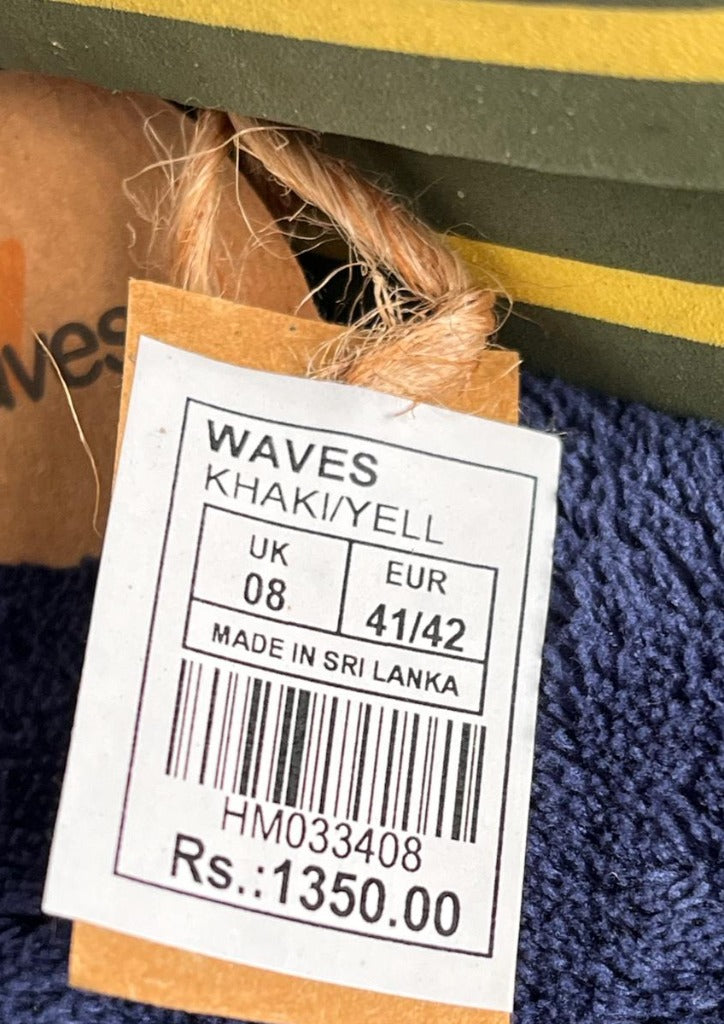 WAVES
KHAKI/YELL
UK
08
EUR
41/42
MADE IN SRI LANKA
HM033408
Rs.:1350.00